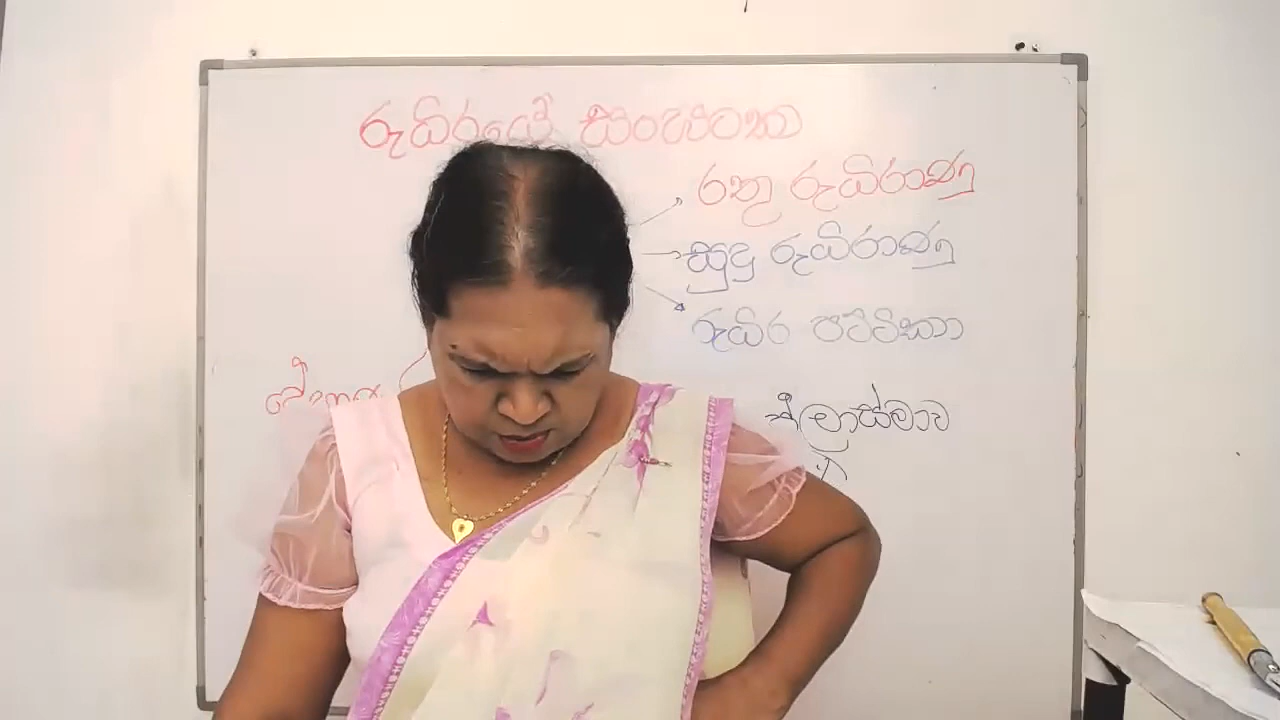 රුධිරයේ සංඝටක
රතු රුධිරාණු
සුදු රුධිරාණු
රුධිර පට්ටිකා
ප්ලාස්මාව